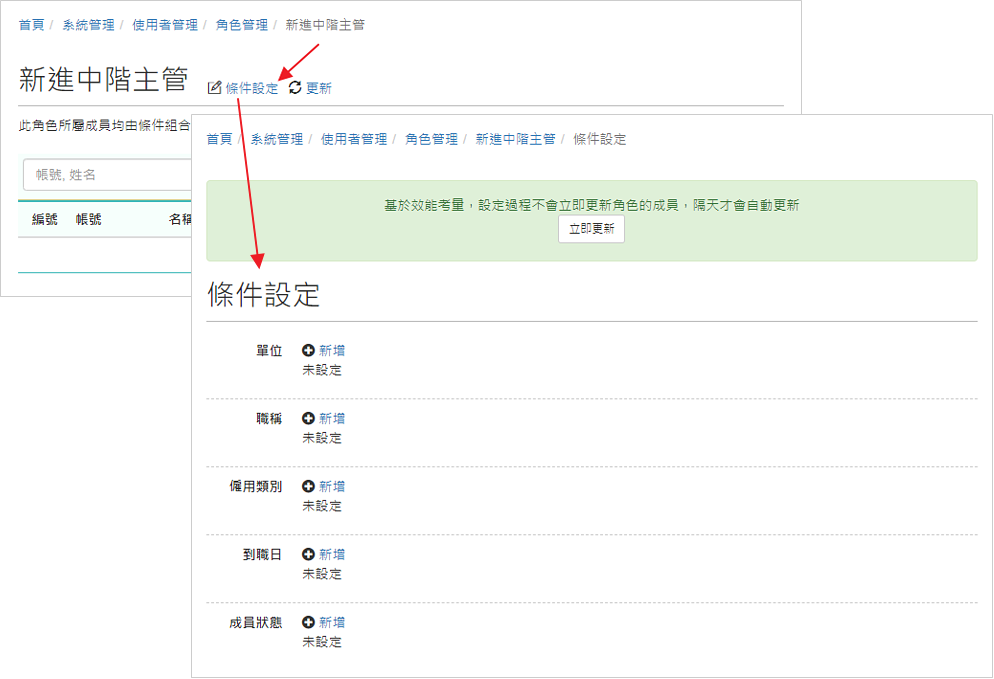 首頁 / 系統管理 / 使用者管理 / 角色管理 / 新進中階主管
新進中階主管 條件設定 更新
此角色所屬成員均由條件組合
帳號, 姓名
編號 帳號 名稱
首頁 / 系統管理 / 使用者管理 / 角色管理 / 新進中階主管 / 條件設定
基於效能考量，設定過程不會立即更新角色的成員，隔天才會自動更新
立即更新
條件設定
單位 新增
未設定
職稱 新增
未設定
僱用類別 新增
未設定
到職日 新增
未設定
成員狀態 新增
未設定